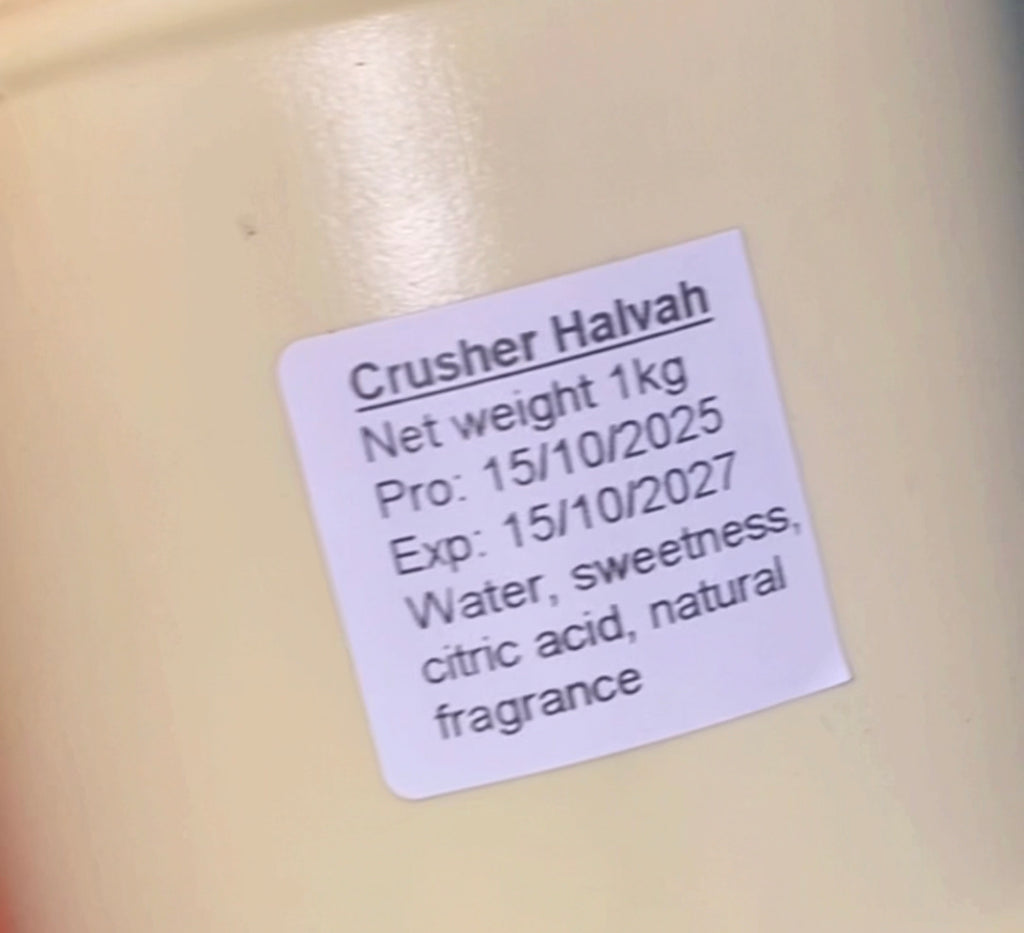 Crusher Halvah
Net weight 1kg
Pro: 15/10/2025
Exp: 15/10/2027
Water, sweetness,
citric acid, natural
fragrance